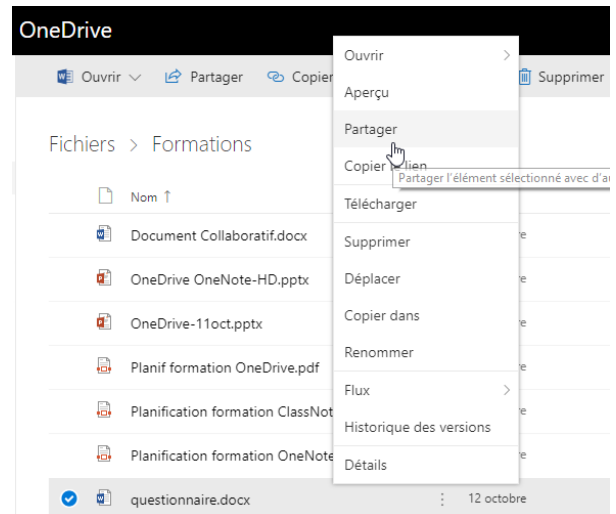 OneDrive
Ouvrir Partager Copier Supprimer
Fichiers > Formations
Nom ↑
Document Collaboratif.docx
OneDrive OneNote-HD.pptx
OneDrive-11oct.pptx
Planif formation OneDrive.pdf
Planification formation ClassNot
Planification formation OneNote
questionnaire.docx 12 octobre
Ouvrir >
Aperçu
Partager
Copier le lien
Partager l'élément sélectionné avec d'au
Télécharger
Supprimer
Déplacer
Copier dans
Renommer
Flux >
Historique des versions
Détails